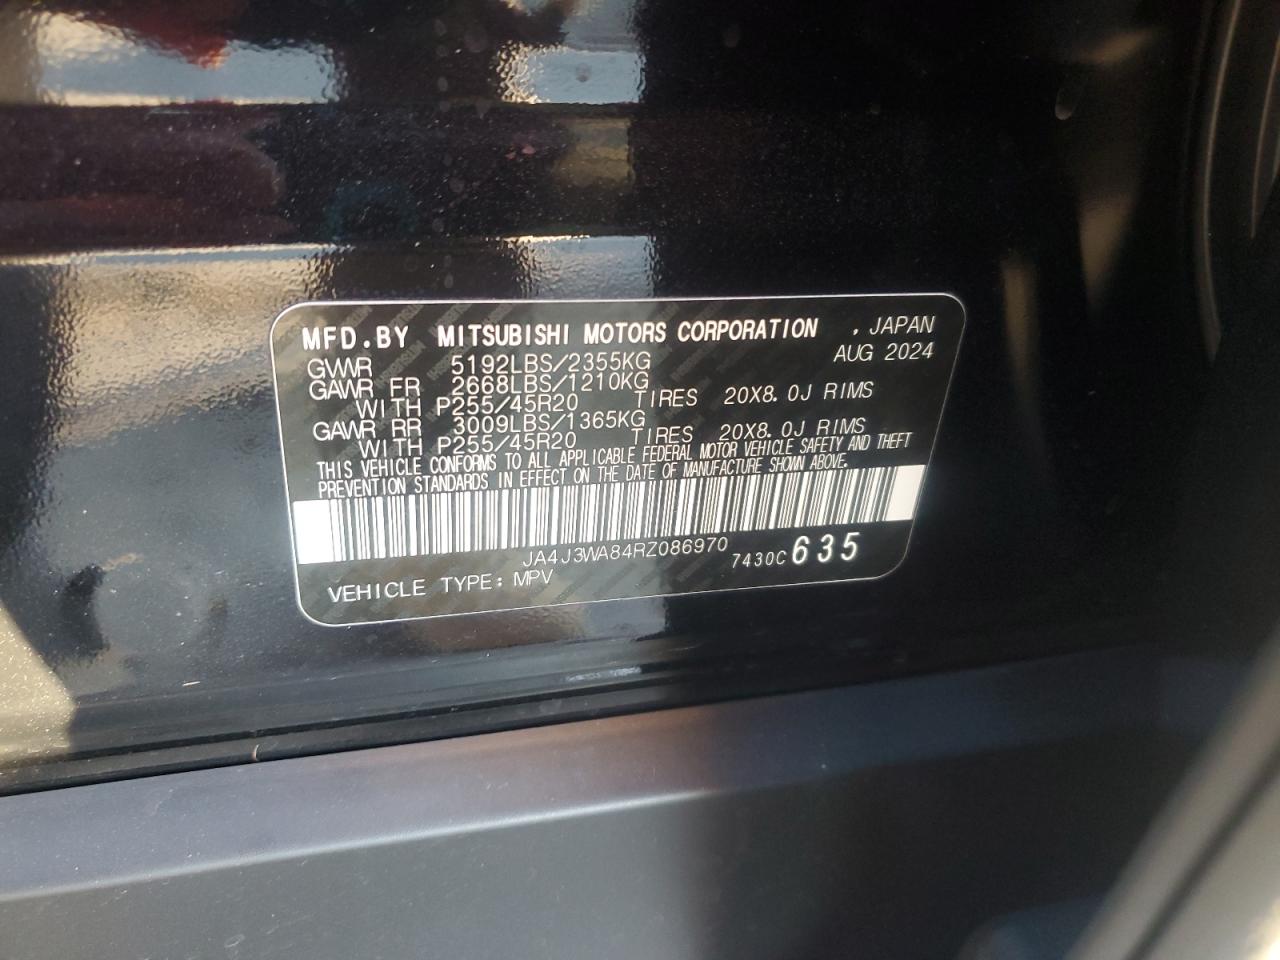 MFD.BY MITSUBISHI MOTORS CORPORATION , JAPAN
AUG 2024
GVWR 5192LBS/2355KG
GAWR FR 2668LBS/1210KG
WITH P255/45R20 TIRES 20X8.0J RIMS
GAWR RR 3009LBS/1365KG
WITH P255/45R20 TIRES 20X8.0J RIMS
THIS VEHICLE CONFORMS TO ALL APPLICABLE FEDERAL MOTOR VEHICLE SAFETY AND THEFT
PREVENTION STANDARDS IN EFFECT ON THE DATE OF MANUFACTURE SHOWN ABOVE.
JA4J3WA84RZ086970
7430C 635
VEHICLE TYPE: MPV